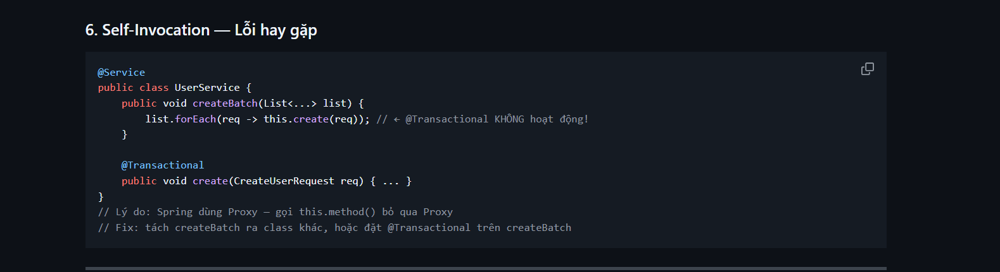 6. Self-Invocation — Lỗi hay gặp
@Service
public class UserService {
    public void createBatch(List<...> list) {
        list.forEach(req -> this.create(req)); // ← @Transactional KHÔNG hoạt động!
    }
    @Transactional
    public void create(CreateUserRequest req) { ... }
}
// Lý do: Spring dùng Proxy — gọi this.method() bỏ qua Proxy
// Fix: tách createBatch ra class khác, hoặc đặt @Transactional trên createBatch